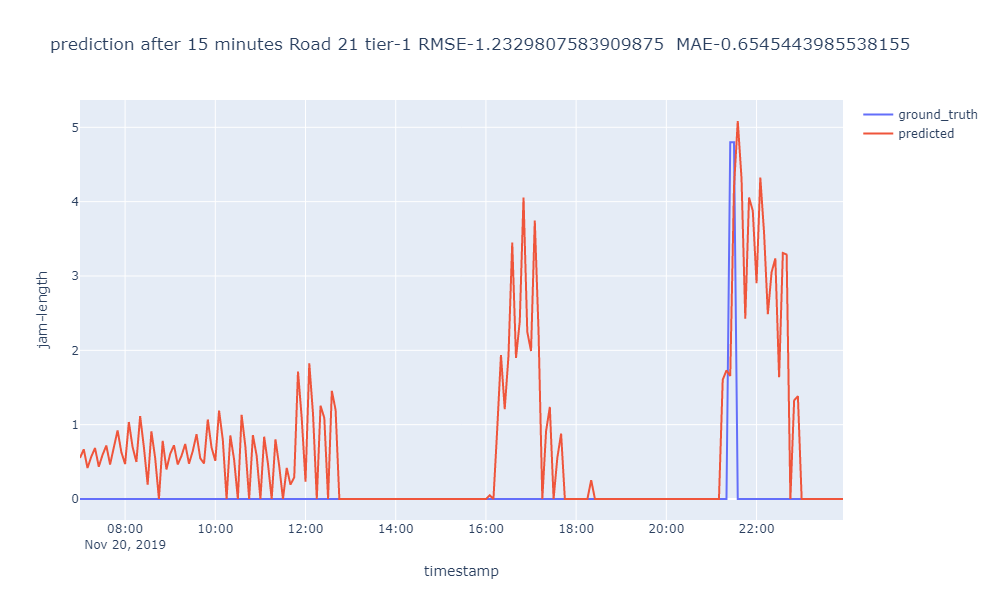 prediction after 15 minutes Road 21 tier-1 RMSE-1.2329807583909875  MAE-0.6545443985538155
ground_truth
predicted
5
4
3
2
1
0
jam-length
08:00 10:00 12:00 14:00 16:00 18:00 20:00 22:00
Nov 20, 2019
timestamp